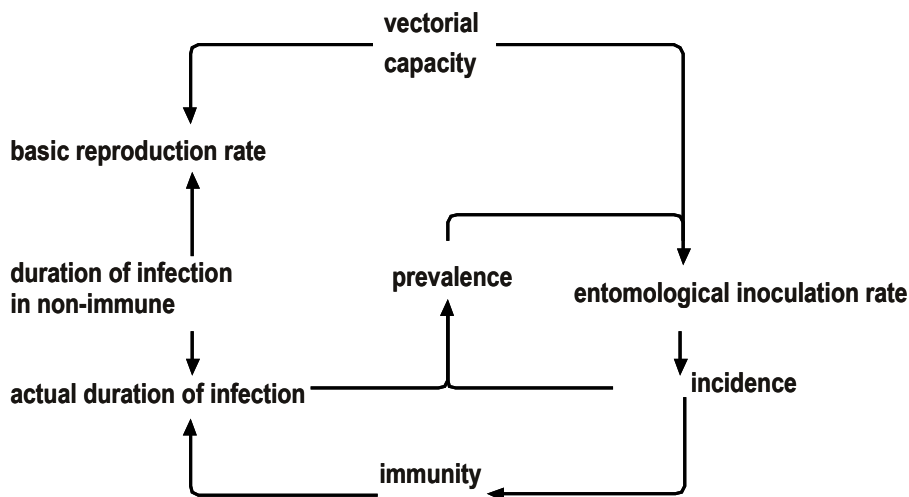 vectorial
capacity
basic reproduction rate
duration of infection
in non-immune
prevalence
entomological inoculation rate
actual duration of infection
incidence
immunity